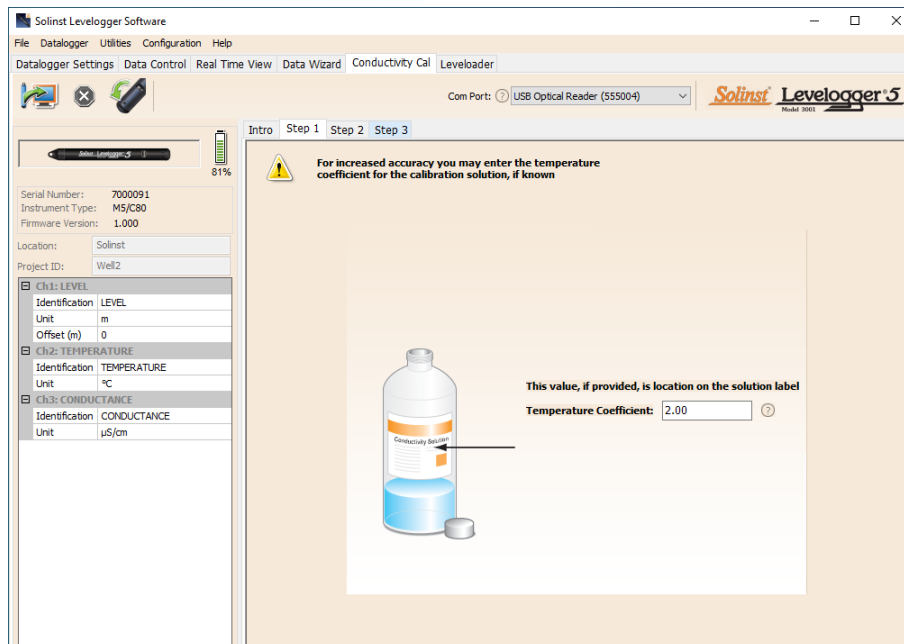 Solinst Levelogger Software
File Datalogger Utilities Configuration Help
Datalogger Settings Data Control Real Time View Data Wizard Conductivity Cal Leveloader
Com Port: ? USB Optical Reader (555004)
Solinst Levelogger 5
Model 3001
Intro Step 1 Step 2 Step 3
Solinst Levelogger 5
81%
Serial Number: 7000091
Instrument Type: M5/C80
Firmware Version: 1.000
Location: Solinst
Project ID: Well2
Ch1: LEVEL
Identification LEVEL
Unit m
Offset (m) 0
Ch2: TEMPERATURE
Identification TEMPERATURE
Unit °C
Ch3: CONDUCTANCE
Identification CONDUCTANCE
Unit µS/cm
For increased accuracy you may enter the temperature
coefficient for the calibration solution, if known
Conductivity Solution
This value, if provided, is location on the solution label
Temperature Coefficient: 2.00 ?